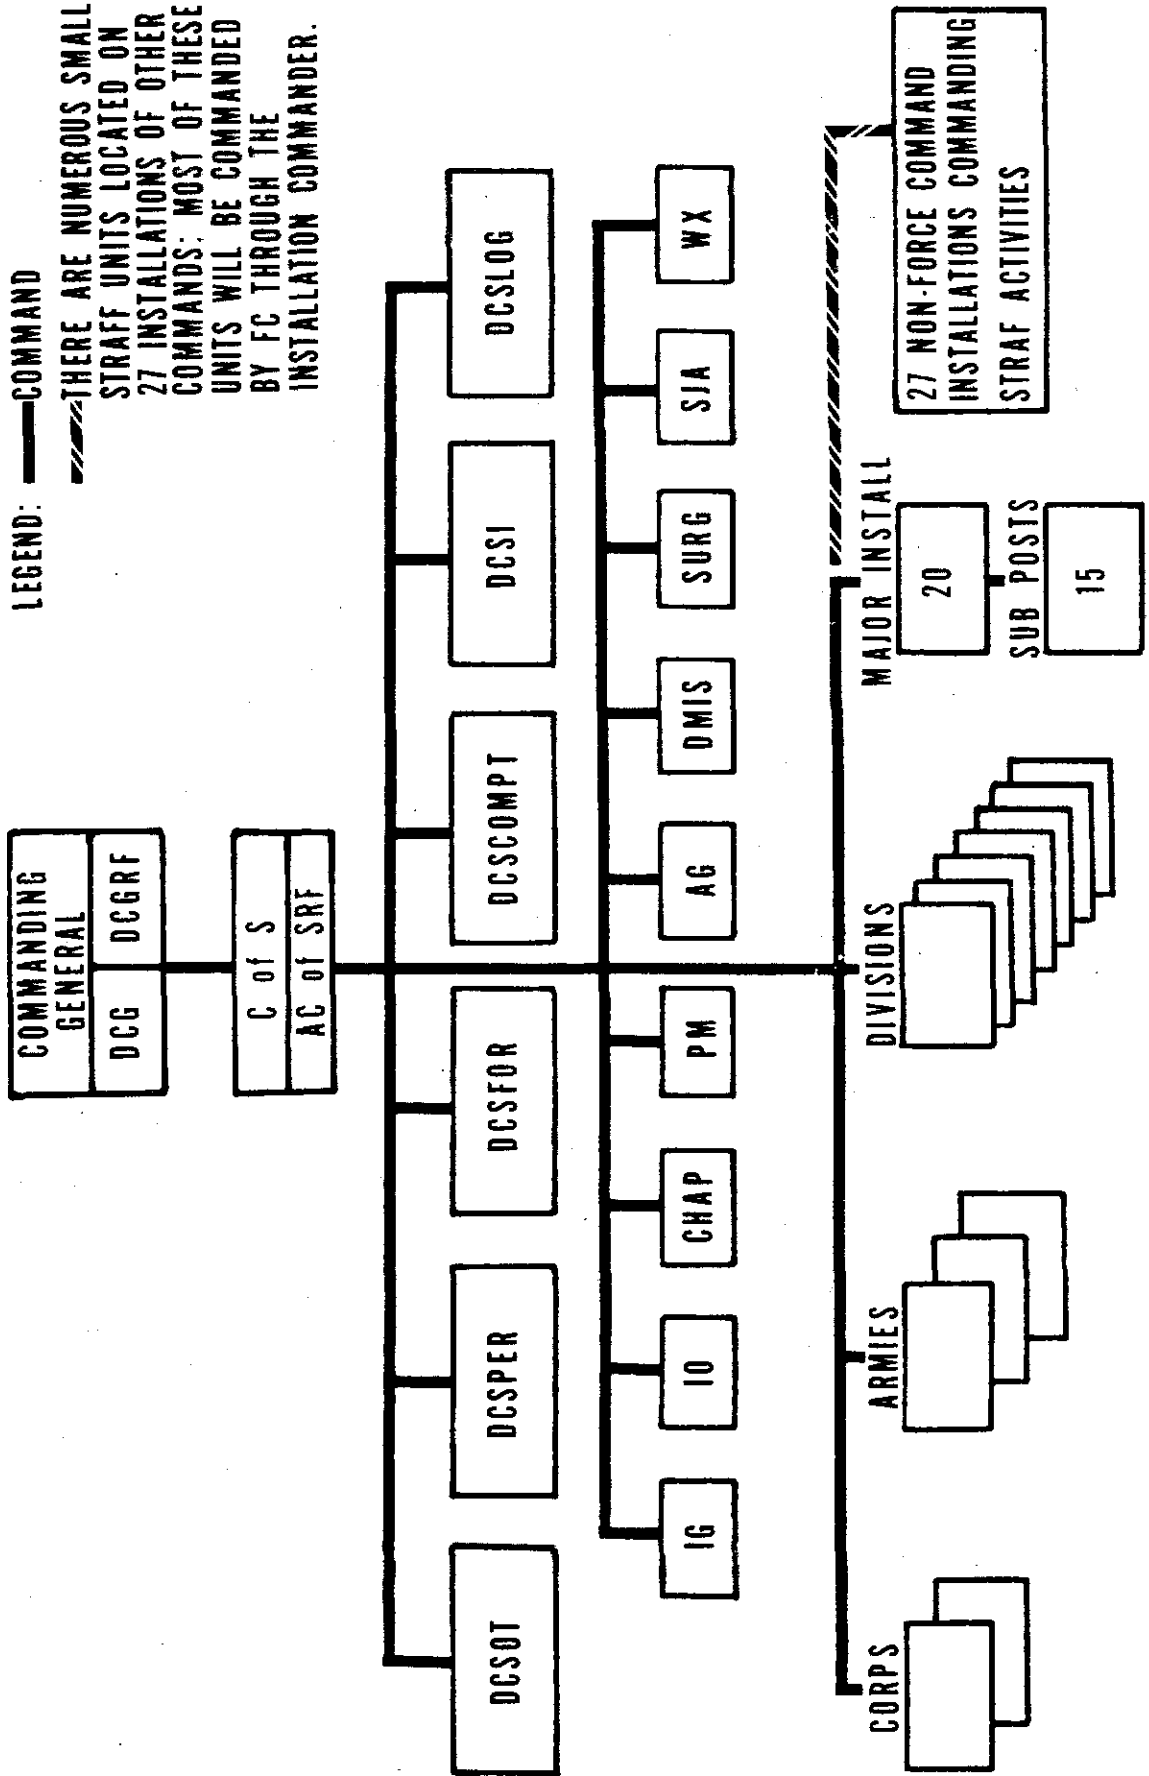 LEGEND: COMMAND
THERE ARE NUMEROUS SMALL
STRAFF UNITS LOCATED ON
27 INSTALLATIONS OF OTHER
COMMANDS; MOST OF THESE
UNITS WILL BE COMMANDED
BY FC THROUGH THE
INSTALLATION COMMANDER.
COMMANDING
GENERAL
DCG DCGRF
C of S
AC of SRF
DCSOT DCSPER DCSFOR DCSCOMPT DCSI DCSLOG
IG IO CHAP PM AG DMIS SURG SJA WX
CORPS ARMIES DIVISIONS MAJOR INSTALL
20
SUB POSTS
15
27 NON-FORCE COMMAND
INSTALLATIONS COMMANDING
STRAF ACTIVITIES